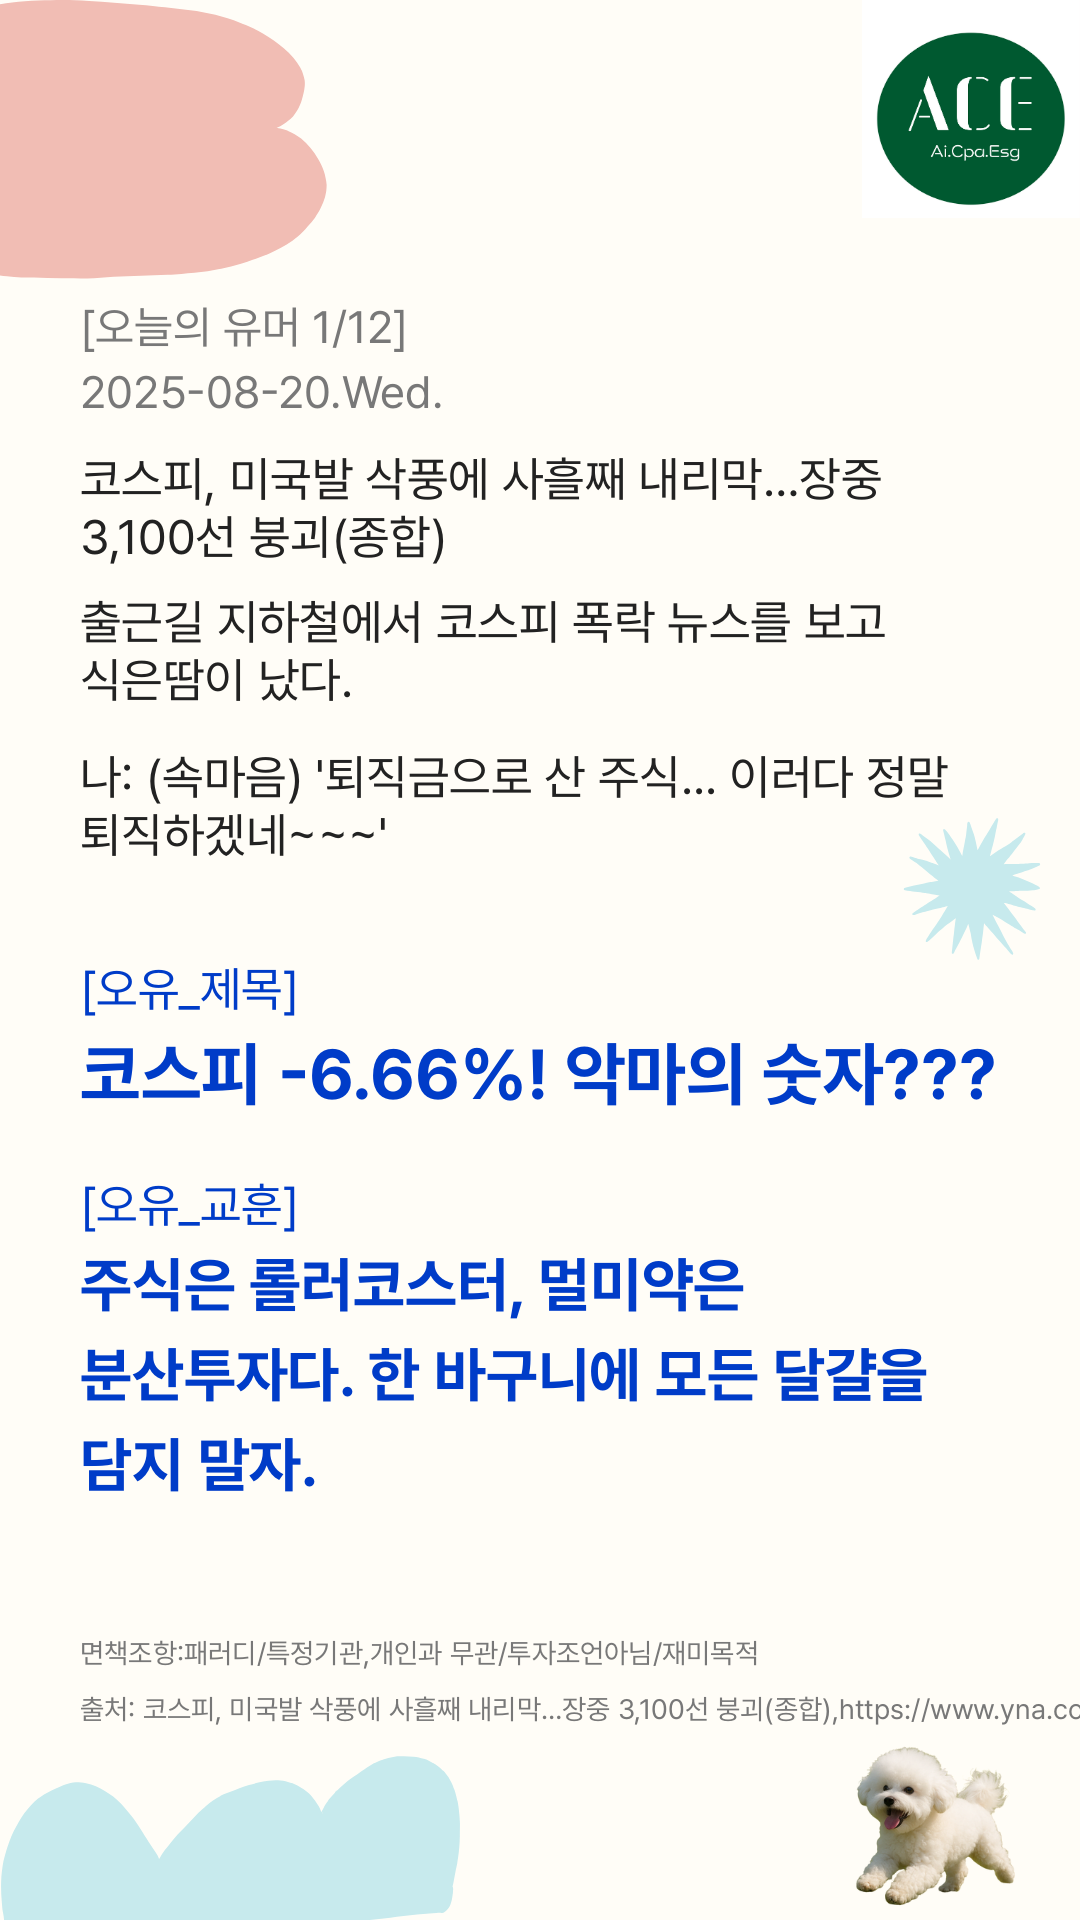 ACE
Ai.Cpa.Esg
[오늘의 유머 1/12]
2025-08-20.Wed.
코스피, 미국발 삭풍에 사흘째 내리막...장중
3,100선 붕괴(종합)
출근길 지하철에서 코스피 폭락 뉴스를 보고
식은땀이 났다.
나: (속마음) '퇴직금으로 산 주식... 이러다 정말
퇴직하겠네~~~'
[오유_제목]
코스피 -6.66%! 악마의 숫자???
[오유_교훈]
주식은 롤러코스터, 멀미약은
분산투자다. 한 바구니에 모든 달걀을
담지 말자.
면책조항:패러디/특정기관,개인과 무관/투자조언아님/재미목적
출처: 코스피, 미국발 삭풍에 사흘째 내리막...장중 3,100선 붕괴(종합),https://www.yna.cc